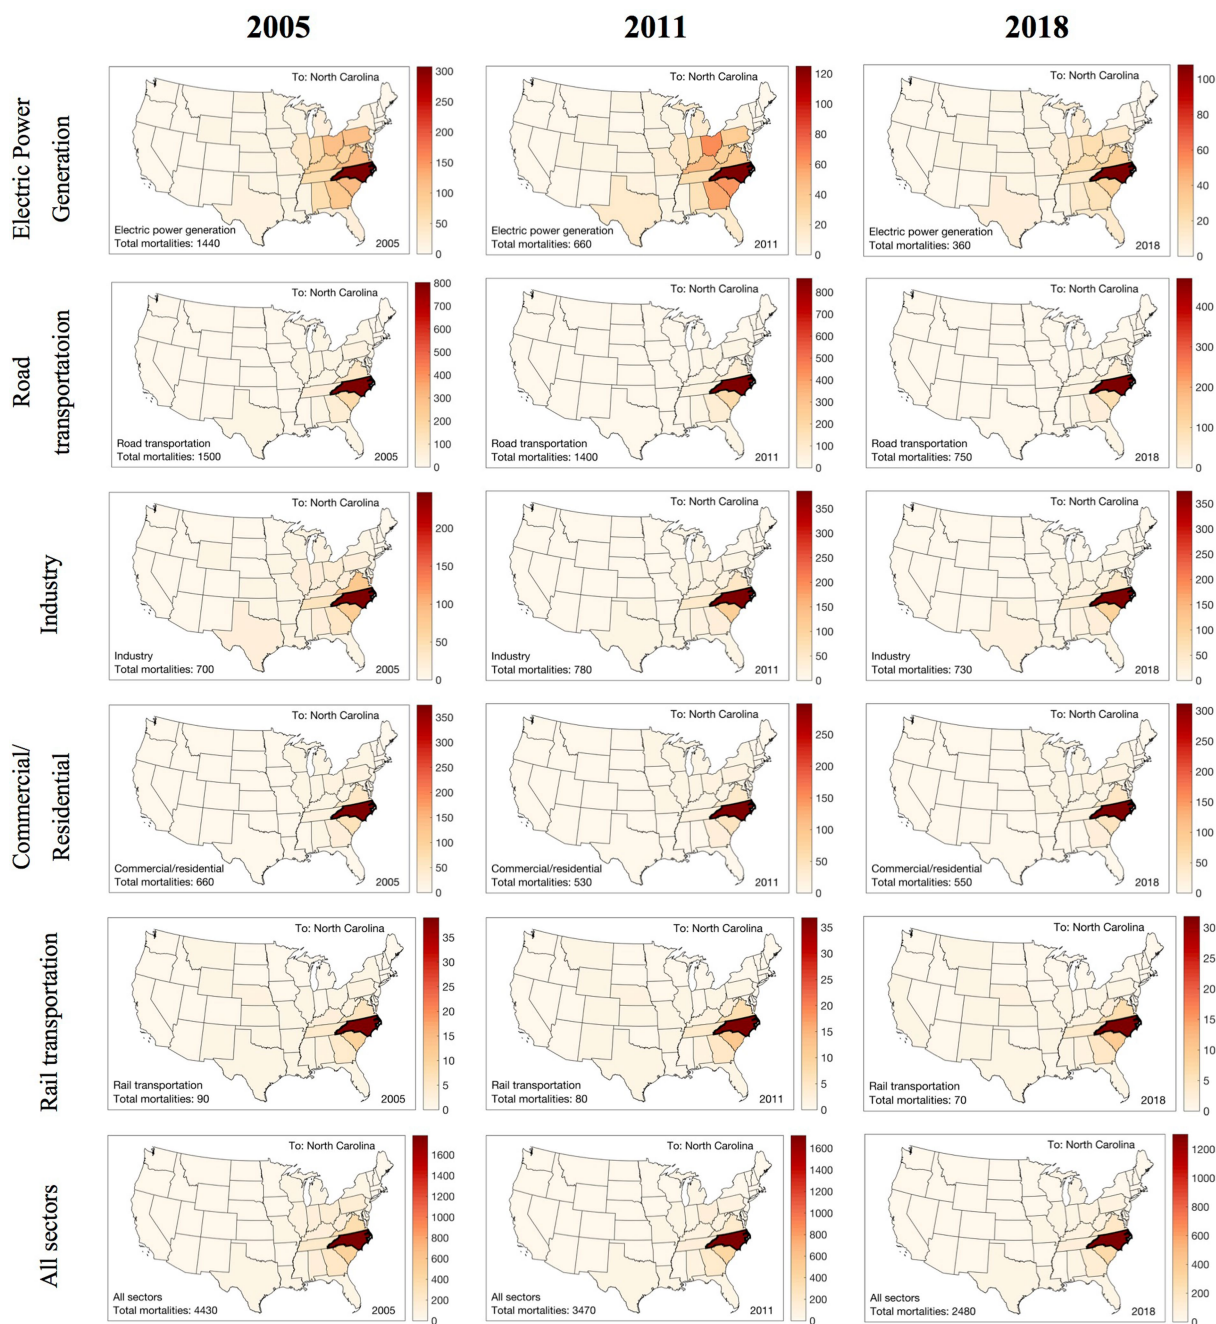 2005 2011 2018
Electric Power
Generation
To: North Carolina
Electric power generation
Total mortalities: 1440
2005
300
250
200
150
100
50
0
To: North Carolina
Electric power generation
Total mortalities: 660
2011
120
100
80
60
40
20
0
To: North Carolina
Electric power generation
Total mortalities: 360
2018
100
80
60
40
20
0
Road
transportatoion
To: North Carolina
Road transportation
Total mortalities: 1500
2005
800
700
600
500
400
300
200
100
0
To: North Carolina
Road transportation
Total mortalities: 1400
2011
800
700
600
500
400
300
200
100
0
To: North Carolina
Road transportation
Total mortalities: 750
2018
400
300
200
100
0
Industry
To: North Carolina
Industry
Total mortalities: 700
2005
200
150
100
50
0
To: North Carolina
Industry
Total mortalities: 780
2011
350
300
250
200
150
100
50
0
To: North Carolina
Industry
Total mortalities: 730
2018
350
300
250
200
150
100
50
0
Commercial/
Residential
To: North Carolina
Commercial/residential
Total mortalities: 660
2005
350
300
250
200
150
100
50
0
To: North Carolina
Commercial/residential
Total mortalities: 530
2011
250
200
150
100
50
0
To: North Carolina
Commercial/residential
Total mortalities: 550
2018
300
250
200
150
100
50
0
Rail transportation
To: North Carolina
Rail transportation
Total mortalities: 90
2005
35
30
25
20
15
10
5
0
To: North Carolina
Rail transportation
Total mortalities: 80
2011
35
30
25
20
15
10
5
0
To: North Carolina
Rail transportation
Total mortalities: 70
2018
30
25
20
15
10
5
0
All sectors
To: North Carolina
All sectors
Total mortalities: 4430
2005
1600
1400
1200
1000
800
600
400
200
0
To: North Carolina
All sectors
Total mortalities: 3470
2011
1600
1400
1200
1000
800
600
400
200
0
To: North Carolina
All sectors
Total mortalities: 2480
2018
1200
1000
800
600
400
200
0